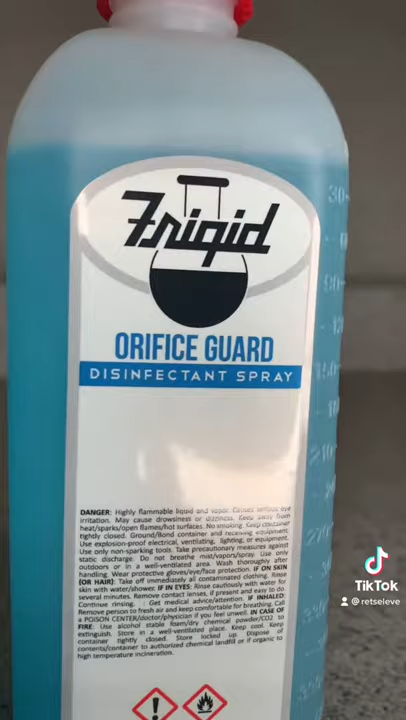 Frigid
ORIFICE GUARD
DISINFECTANT SPRAY
DANGER: Highly flammable liquid and vapor. Causes serious eye
irritation. May cause drowsiness or dizziness. Keep away from
heat/sparks/open flames/hot surfaces. No smoking. Keep container
tightly closed. Ground/Bond container and receiving equipment.
Use explosion-proof electrical, ventilating, lighting, or equipment.
Use only non-sparking tools. Take precautionary measures against
static discharge. Do not breathe mist/vapors/spray. Use only
outdoors or in a well-ventilated area. Wash thoroughly after
handling. Wear protective gloves/eye/face protection. IF ON SKIN
(OR HAIR): Take off immediately all contaminated clothing. Rinse
skin with water/shower. IF IN EYES: Rinse cautiously with water for
several minutes. Remove contact lenses, if present and easy to do
Continue rinsing. . Get medical advice/attention. IF INHALED:
Remove person to fresh air and keep comfortable for breathing. Call
a POISON CENTER/doctor/physician if you feel unwell. IN CASE OF
FIRE: Use alcohol stable foam/dry chemical powder/CO2 to
extinguish. Store in a well-ventilated place. Keep cool. Keep
container tightly closed. Store locked up. Dispose of
contents/container to authorized chemical landfill or if organic to
high temperature incineration.
30
TikTok
@retseleve